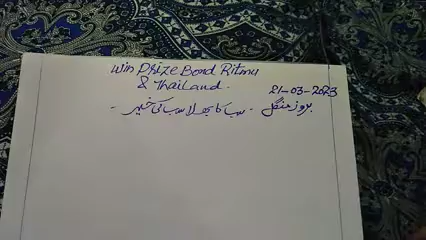 Win Prize Bond Ritmu
& Thailand.
21-03-2023
بروز منگل - سب کا بھلا سب کی خیر -